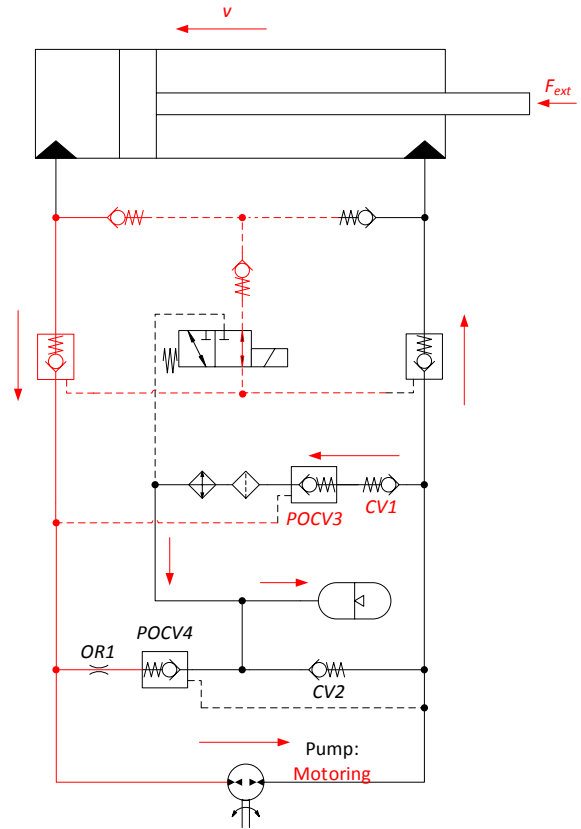 v
F_ext
POCV3
CV1
POCV4
OR1
CV2
Pump:
Motoring